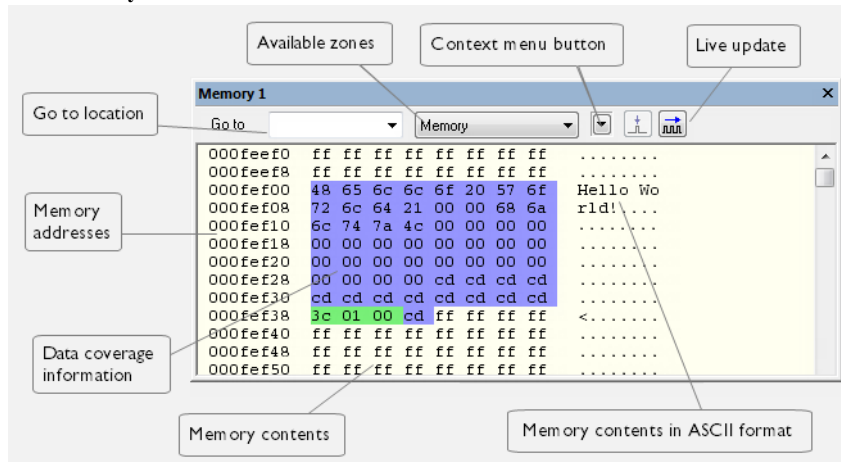 Available zones
Context menu button
Live update
Go to location
Memory 1
Go to
Memory
000feef0 ff ff ff ff ff ff ff ff ........
000feef8 ff ff ff ff ff ff ff ff ........
000fef00 48 65 6c 6c 6f 20 57 6f Hello Wo
000fef08 72 6c 64 21 00 00 68 6a rld!....
000fef10 6c 74 7a 4c 00 00 00 00 ........
000fef18 00 00 00 00 00 00 00 00 ........
000fef20 00 00 00 00 00 00 00 00 ........
000fef28 00 00 00 00 cd cd cd cd ........
000fef30 cd cd cd cd cd cd cd cd ........
000fef38 3c 01 00 cd ff ff ff ff <.......
000fef40 ff ff ff ff ff ff ff ff ........
000fef48 ff ff ff ff ff ff ff ff ........
000fef50 ff ff ff ff ff ff ff ff ........
Memory
addresses
Data coverage
information
Memory contents
Memory contents in ASCII format